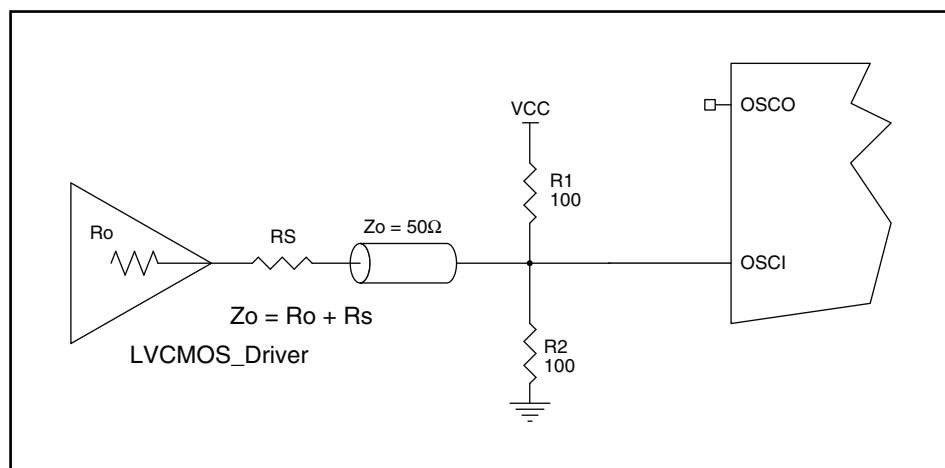 OSCO
VCC
R1
100
Zo = 50Ω
RS
Ro
OSCI
Zo = Ro + Rs
R2
100
LVCMOS_Driver